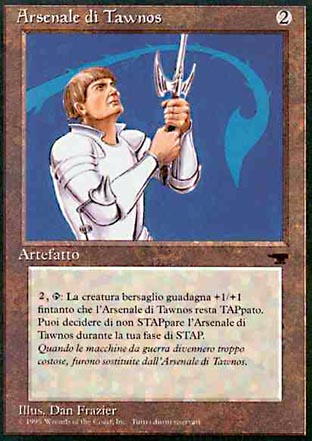 Arsenale di Tawnos 2
Artefatto
2, : La creatura bersaglio guadagna +1/+1
fintanto che l'Arsenale di Tawnos resta TAPpato.
Puoi decidere di non STAPpare l'Arsenale di
Tawnos durante la tua fase di STAP.
Quando le macchine da guerra divennero troppo
costose, furono sostituite dall'Arsenale di Tawnos.
Illus. Dan Frazier
© 1995 Wizards of the Coast, Inc. Tutti i diritti riservati